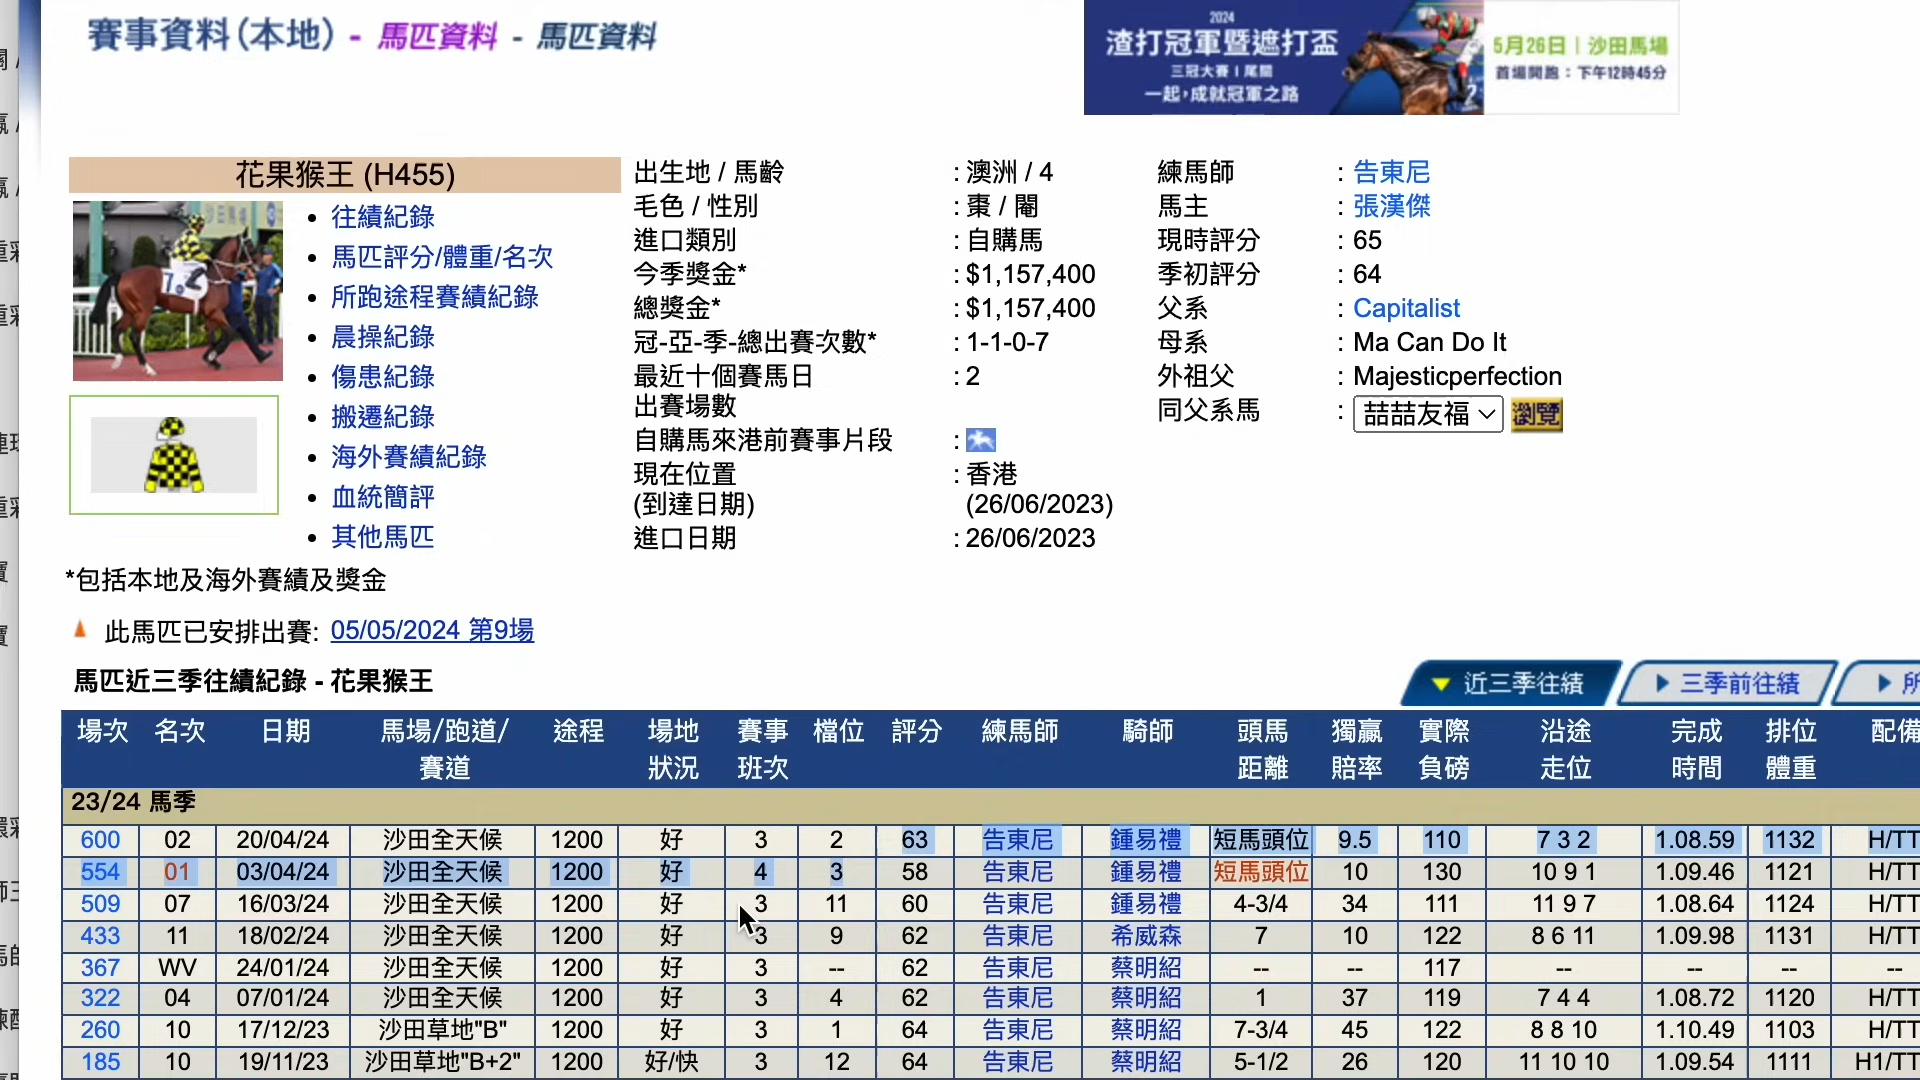 賽事資料(本地) - 馬匹資料 - 馬匹資料
2024
渣打冠軍暨遮打盃
三冠大賽 | 尾關
一起,成就冠軍之路
5月26日 | 沙田馬場
首場開跑:下午12時45分
花果猴王 (H455)
往績紀錄
馬匹評分/體重/名次
所跑途程賽績紀錄
晨操紀錄
傷患紀錄
搬遷紀錄
海外賽績紀錄
血統簡評
其他馬匹
出生地 / 馬齡 : 澳洲 / 4
毛色 / 性別 : 棗 / 閹
進口類別 : 自購馬
今季獎金* : $1,157,400
總獎金* : $1,157,400
冠-亞-季-總出賽次數* : 1-1-0-7
最近十個賽馬日 : 2
出賽場數
自購馬來港前賽事片段 :
現在位置 : 香港
(到達日期) (26/06/2023)
進口日期 : 26/06/2023
練馬師 : 告東尼
馬主 : 張漢傑
現時評分 : 65
季初評分 : 64
父系 : Capitalist
母系 : Ma Can Do It
外祖父 : Majesticperfection
同父系馬 : 喆喆友福 瀏覽
*包括本地及海外賽績及獎金
此馬匹已安排出賽: 05/05/2024 第9場
馬匹近三季往績紀錄 - 花果猴王
近三季往績 三季前往績 所
場次 名次 日期 馬場/跑道/ 途程 場地 賽事 檔位 評分 練馬師 騎師 頭馬 獨贏 實際 沿途 完成 排位 配備
賽道 狀況 班次 距離 賠率 負磅 走位 時間 體重
23/24 馬季
600 02 20/04/24 沙田全天候 1200 好 3 2 63 告東尼 鍾易禮 短馬頭位 9.5 110 7 3 2 1.08.59 1132 H/TT
554 01 03/04/24 沙田全天候 1200 好 4 3 58 告東尼 鍾易禮 短馬頭位 10 130 10 9 1 1.09.46 1121 H/TT
509 07 16/03/24 沙田全天候 1200 好 3 11 60 告東尼 鍾易禮 4-3/4 34 111 11 9 7 1.08.64 1124 H/TT
433 11 18/02/24 沙田全天候 1200 好 3 9 62 告東尼 希威森 7 10 122 8 6 11 1.09.98 1131 H/TT
367 WV 24/01/24 沙田全天候 1200 好 3 -- 62 告東尼 蔡明紹 -- -- 117 -- -- -- --
322 04 07/01/24 沙田全天候 1200 好 3 4 62 告東尼 蔡明紹 1 37 119 7 4 4 1.08.72 1120 H/TT
260 10 17/12/23 沙田草地"B" 1200 好 3 1 64 告東尼 蔡明紹 7-3/4 45 122 8 8 10 1.10.49 1103 H/TT
185 10 19/11/23 沙田草地"B+2" 1200 好/快 3 12 64 告東尼 蔡明紹 5-1/2 26 120 11 10 10 1.09.54 1111 H1/TT